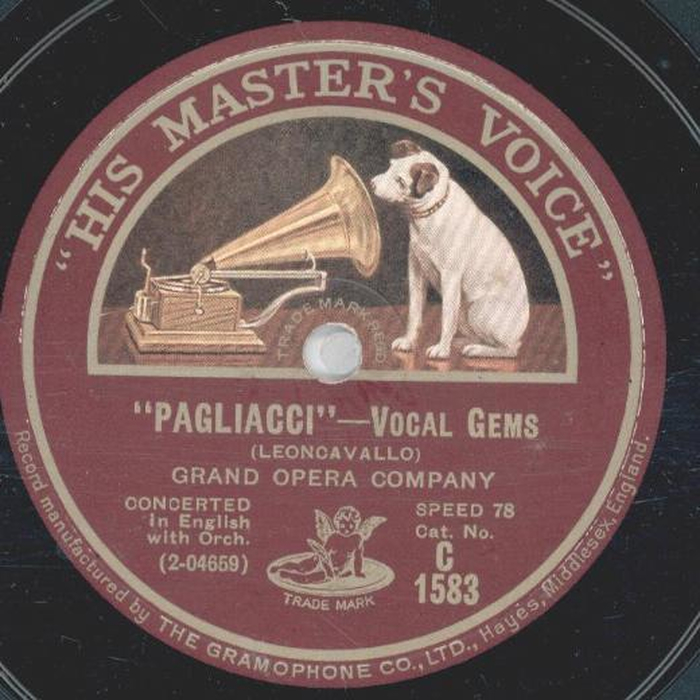 "HIS MASTER'S VOICE"
TRADE MARK REGD
"PAGLIACCI"—VOCAL GEMS
(LEONCAVALLO)
GRAND OPERA COMPANY
CONCERTED
in English
with Orch.
(2-04659)
SPEED 78
Cat. No.
C
1583
TRADE MARK
Record manufactured by THE GRAMOPHONE CO., LTD., Hayes, Middlesex, England.